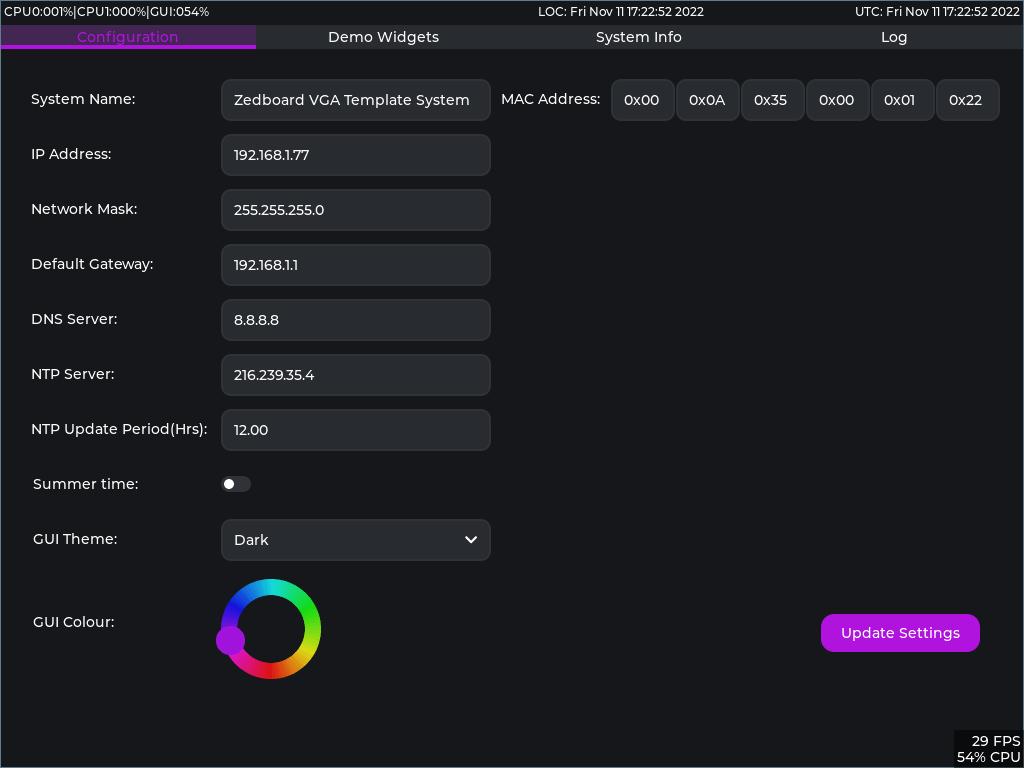 CPU0:001%|CPU1:000%|GUI:054% LOC: Fri Nov 11 17:22:52 2022 UTC: Fri Nov 11 17:22:52 2022
Configuration Demo Widgets System Info Log
System Name: Zedboard VGA Template System MAC Address: 0x00 0x0A 0x35 0x00 0x01 0x22
IP Address: 192.168.1.77
Network Mask: 255.255.255.0
Default Gateway: 192.168.1.1
DNS Server: 8.8.8.8
NTP Server: 216.239.35.4
NTP Update Period(Hrs): 12.00
Summer time:
GUI Theme: Dark
GUI Colour:
Update Settings
29 FPS
54% CPU